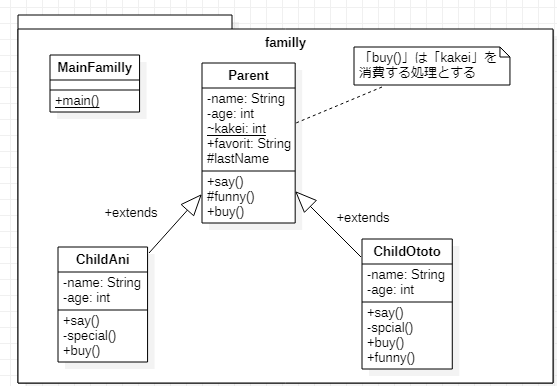 familly
MainFamilly
+main()
「buy()」は「kakei」を
消費する処理とする
Parent
-name: String
-age: int
~kakei: int
+favorit: String
#lastName
+say()
#funny()
+buy()
+extends
+extends
ChildAni
-name: String
-age: int
+say()
-special()
+buy()
ChildOtoto
-name: String
-age: int
+say()
-spcial()
+buy()
+funny()